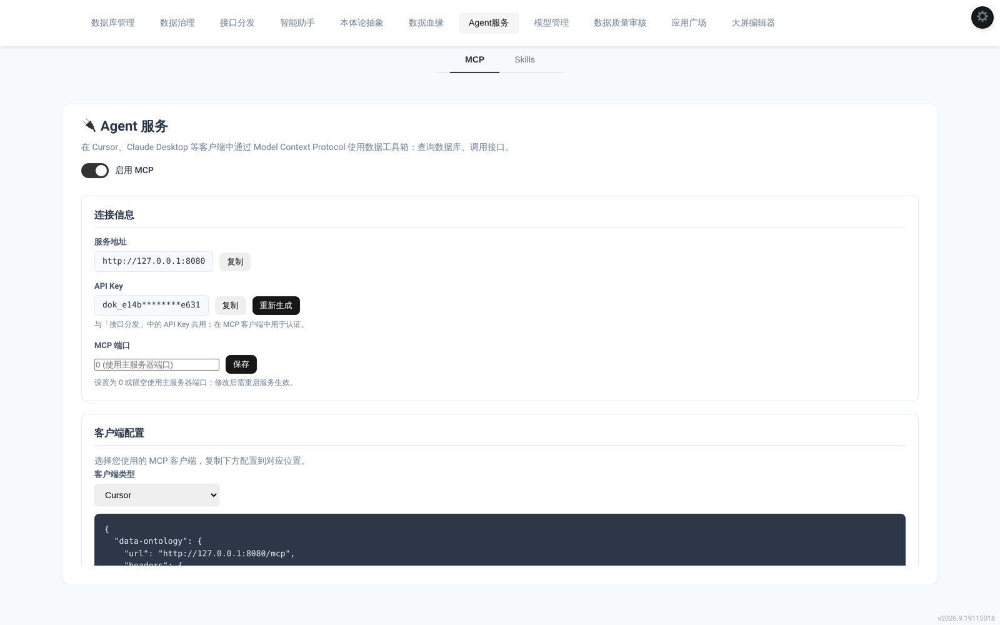 数据库管理 数据治理 接口分发 智能助手 本体论抽象 数据血缘 Agent服务 模型管理 数据质量审核 应用广场 大屏编辑器
MCP Skills
Agent 服务
在 Cursor、Claude Desktop 等客户端中通过 Model Context Protocol 使用数据工具箱：查询数据库、调用接口。
启用 MCP
连接信息
服务地址
http://127.0.0.1:8080 复制
API Key
dok_e14b********e631 复制 重新生成
与「接口分发」中的 API Key 共用；在 MCP 客户端中用于认证。
MCP 端口
0 (使用主服务器端口) 保存
设置为 0 或留空使用主服务器端口；修改后需重启服务生效。
客户端配置
选择您使用的 MCP 客户端，复制下方配置到对应位置。
客户端类型
Cursor
{
"data-ontology": {
"url": "http://127.0.0.1:8080/mcp",
"headers": {
v2026.9.19115018